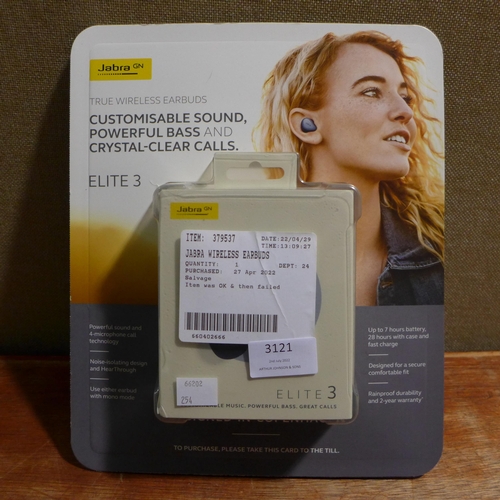 Jabra GN
TRUE WIRELESS EARBUDS
CUSTOMISABLE SOUND,
POWERFUL BASS AND
CRYSTAL-CLEAR CALLS.
ELITE 3
Jabra GN
ITEM: 379537 DATE:22/04/29
TIME:13:09:27
JABRA WIRELESS EARBUDS
QUANTITY: 1 DEPT: 24
PURCHASED: 27 Apr 2022
Salvage
Item was OK & then failed
660402666
3121
254
ELITE 3
MUSIC, POWERFUL BASS, GREAT CALLS
Powerful sound and
4-microphone call
technology
Noise-isolating design
and HearThrough
Use either earbud
with mono mode
Up to 7 hours battery,
28 hours with case and
fast charge
Designed for a secure
comfortable fit
Rainproof durability
and 2-year warranty
TO PURCHASE, PLEASE TAKE THIS CARD TO THE TILL.